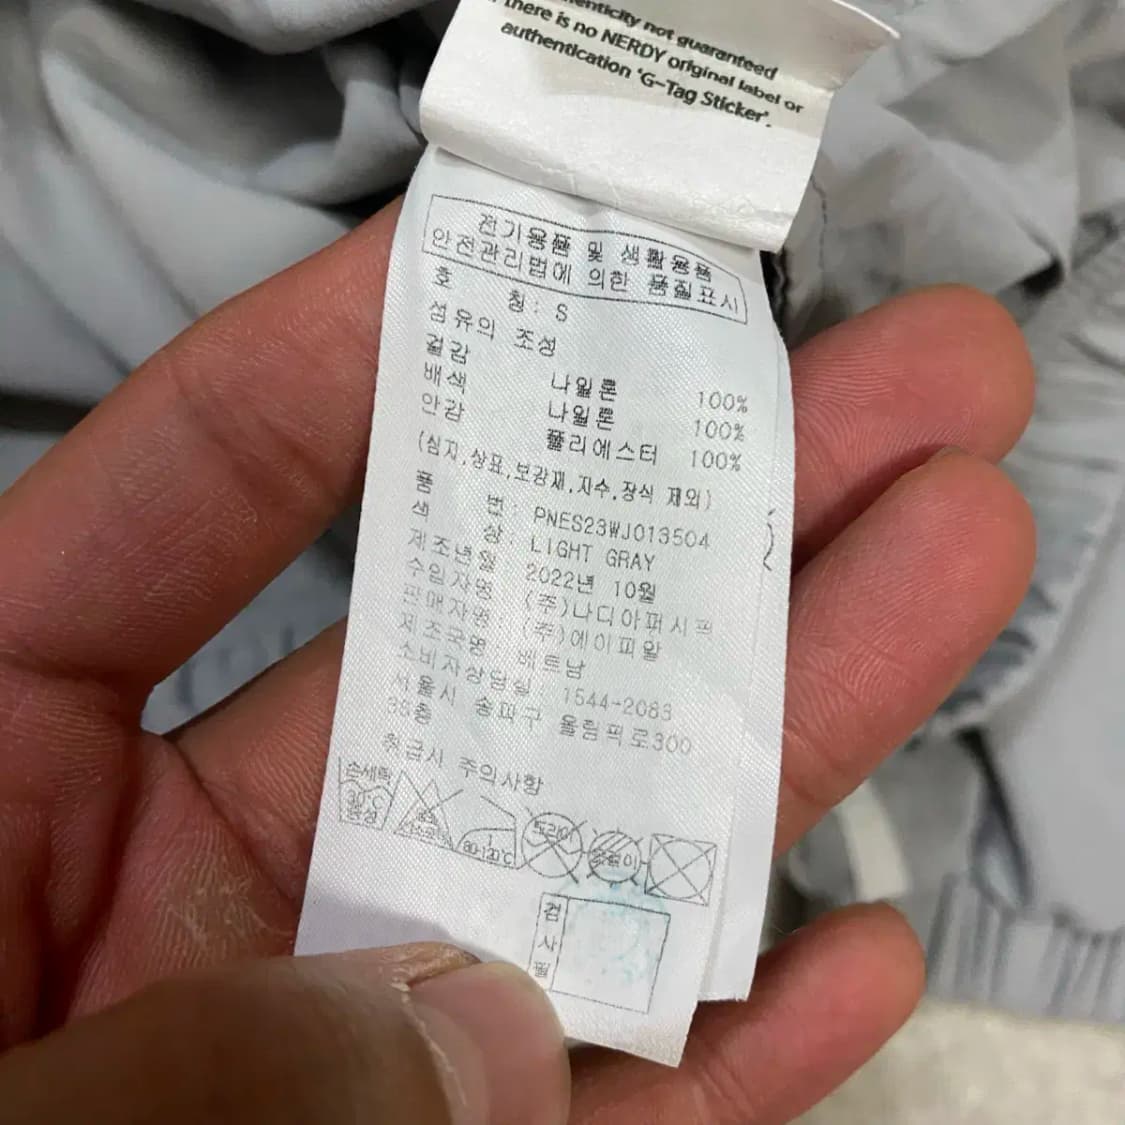 authenticity not guaranteed
there is no NERDY original label or
authentication 'G-Tag Sticker'.
전기용품 및 생활용품
안전관리법에 의한 품질표시
호 칭: S
섬유의 조성
겉감 나일론 100%
배색 나일론 100%
안감 폴리에스터 100%
(심지,상표,보강재,자수,장식 제외)
품 번: PNES23WJ013504
색 상: LIGHT GRAY
제조년월 2022년 10월
수입자명 (주)나디아퍼시픽
판매자명: (주)에이피알
제조국명 베트남
소비자상담실: 1544-2083
서울시 송파구 올림픽로300
36층
취급시 주의사항
손세탁 30℃ 중성
80-120℃
드라이
검사필